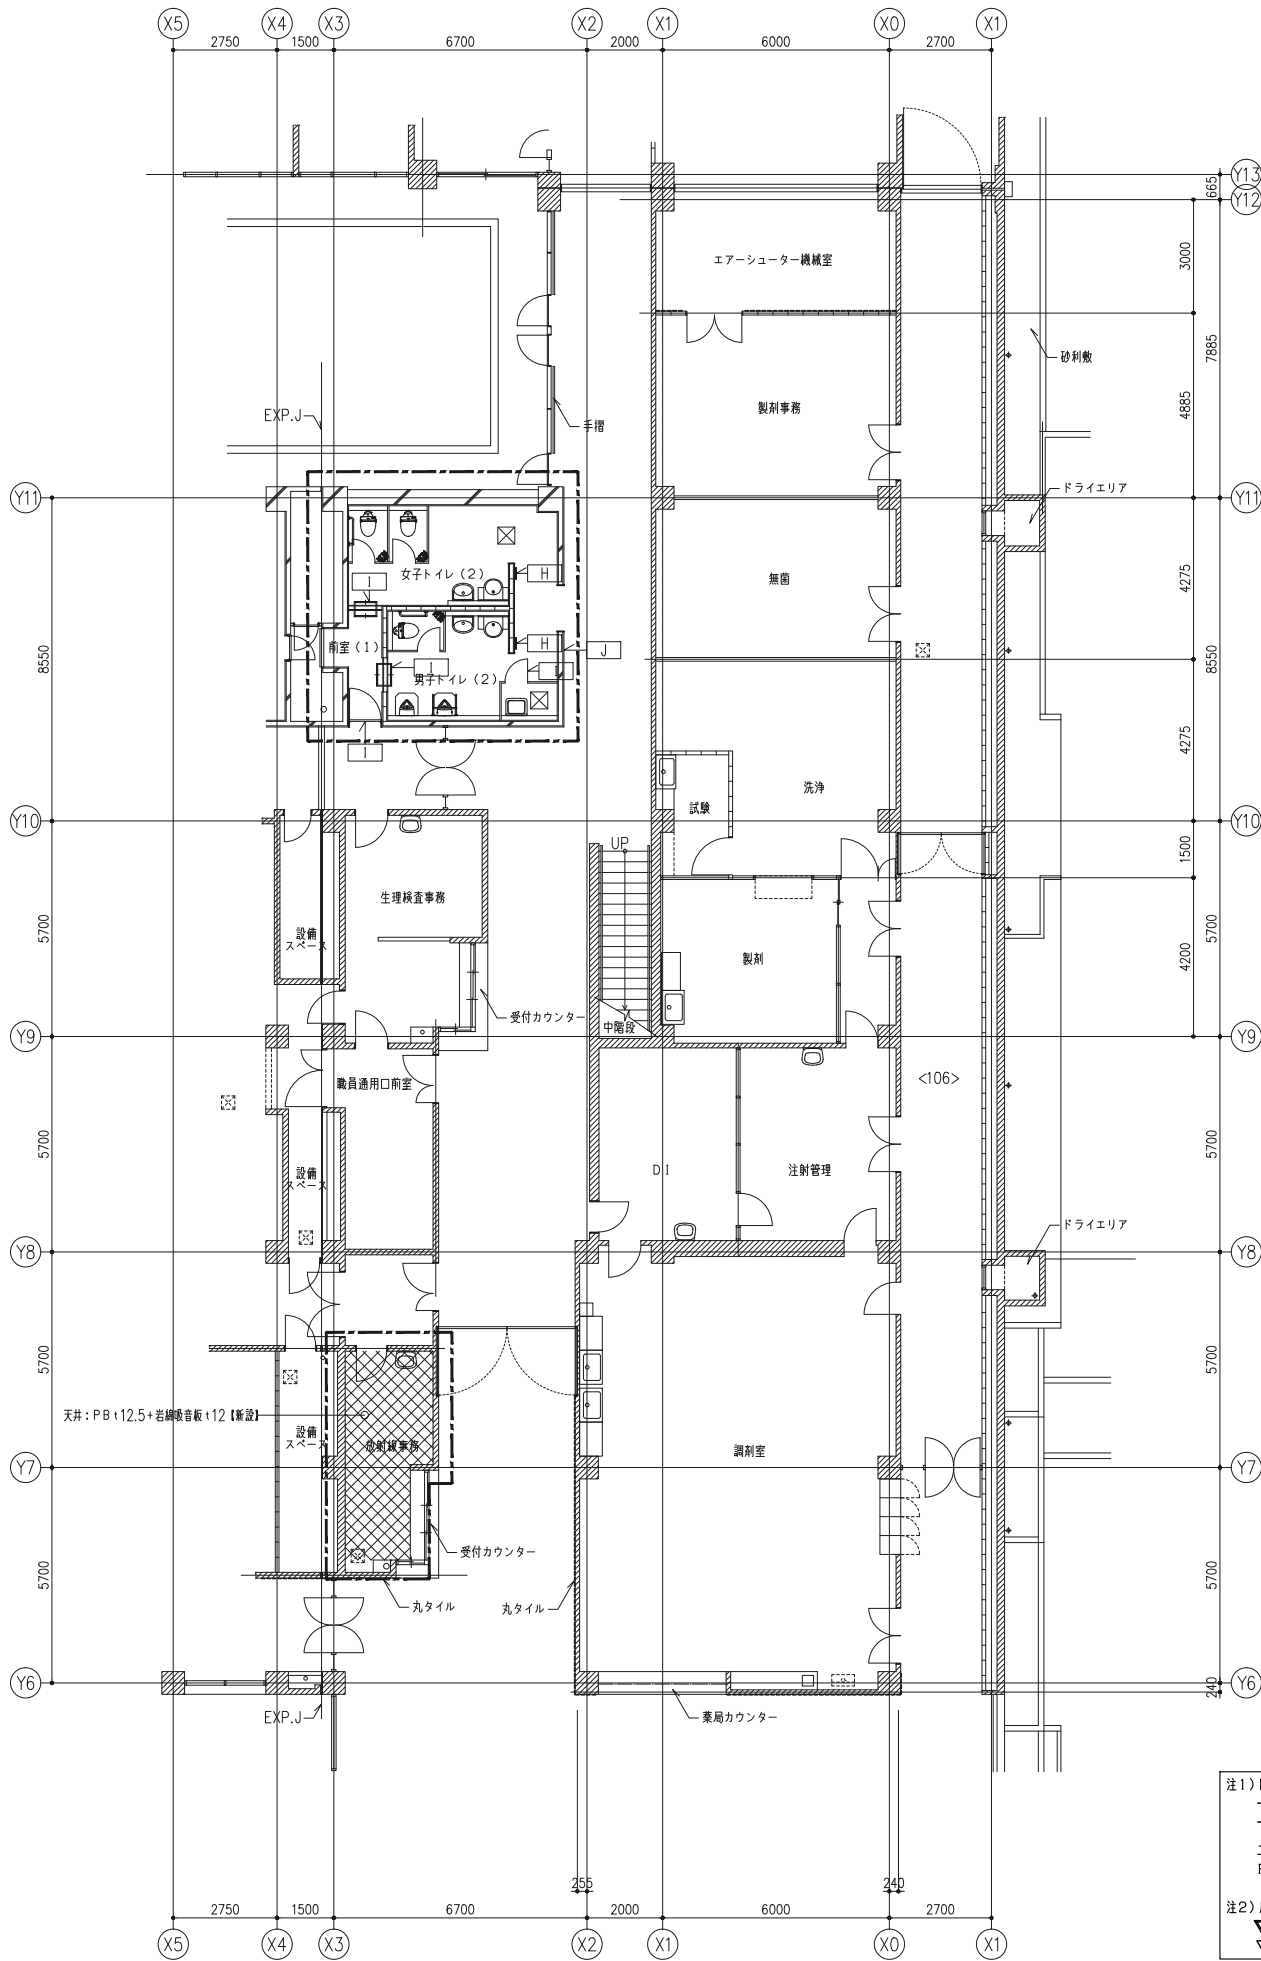 X5
X4
X3
X2
X1
X0
X1
2750
1500
6700
2000
6000
2700
Y13
665
Y12
エアーシューター機械室
3000
砂利敷
7885
EXP.J
手摺
製剤事務
4885
ドライエリア
Y11
Y11
女子トイレ(2)
H
I
無菌
4275
前室(1)
H
J
8550
8550
I
I
男子トイレ(2)
I
4275
試験
洗浄
Y10
Y10
UP
1500
生理検査事務
設備
スペース
5700
5700
製剤
4200
受付カウンター
中階段
Y9
Y9
職員通用口前室
<106>
5700
5700
設備
スペース
DI
注射管理
ドライエリア
Y8
Y8
5700
5700
天井:PBt12.5+岩綿吸音板t12【新設】
設備
スペース
放射線事務
調剤室
Y7
Y7
受付カウンター
5700
5700
丸タイル
丸タイル
Y6
Y6
240
EXP.J
薬局カウンター
注1)
255
240
注2)
2750
1500
6700
2000
6000
2700
X5
X4
X3
X2
X1
X0
X1